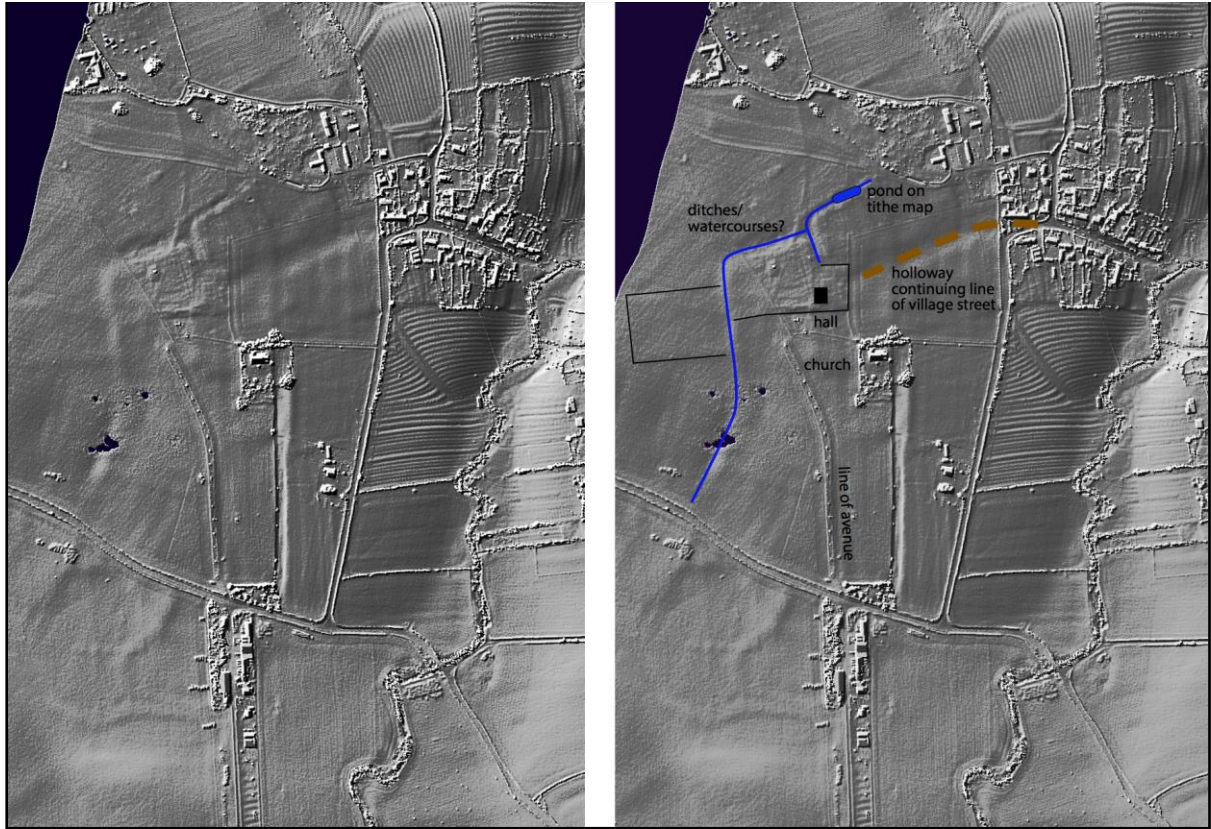 pond on
tithe map
ditches/
watercourses?
holloway
continuing line
of village street
hall
church
line of avenue